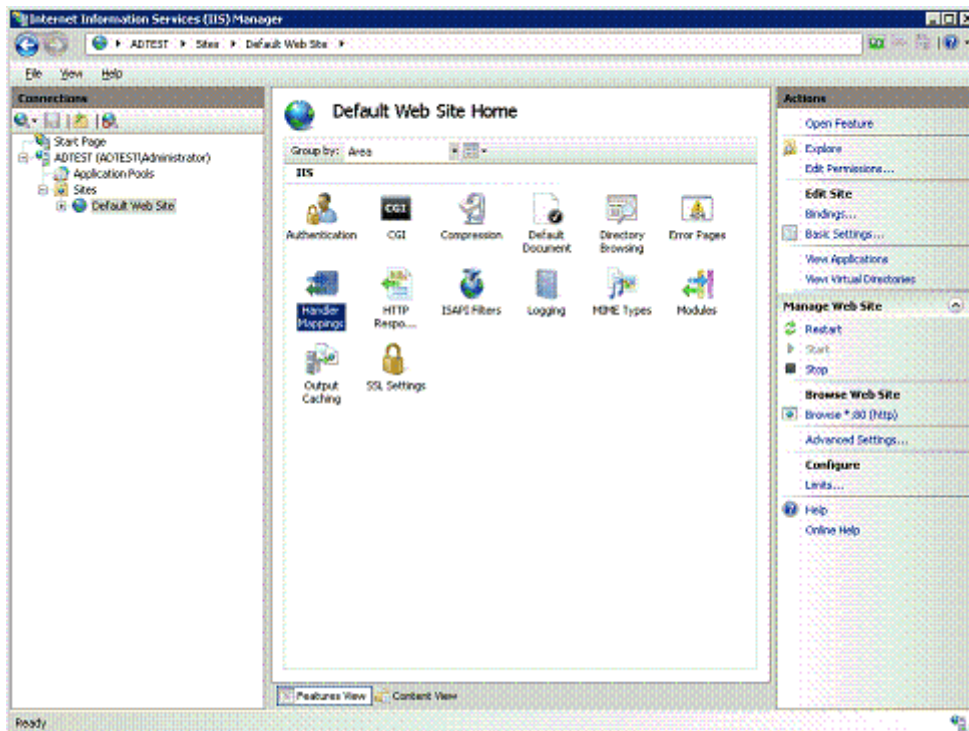 Internet Information Services (IIS) Manager
ADTEST ▸ Sites ▸ Default Web Site ▸
File View Help
Connections
Start Page
ADTEST (ADTEST\Administrator)
Application Pools
Sites
Default Web Site
Default Web Site Home
Group by: Area
IIS
Authentication CGI Compression Default Document Directory Browsing Error Pages
Handler Mappings HTTP Respo... ISAPI Filters Logging MIME Types Modules
Output Caching SSL Settings
Features View Content View
Actions
Open Feature
Explore
Edit Permissions...
Edit Site
Bindings...
Basic Settings...
View Applications
View Virtual Directories
Manage Web Site
Restart
Start
Stop
Browse Web Site
Browse *:80 (http)
Advanced Settings...
Configure
Limits...
Help
Online Help
Ready